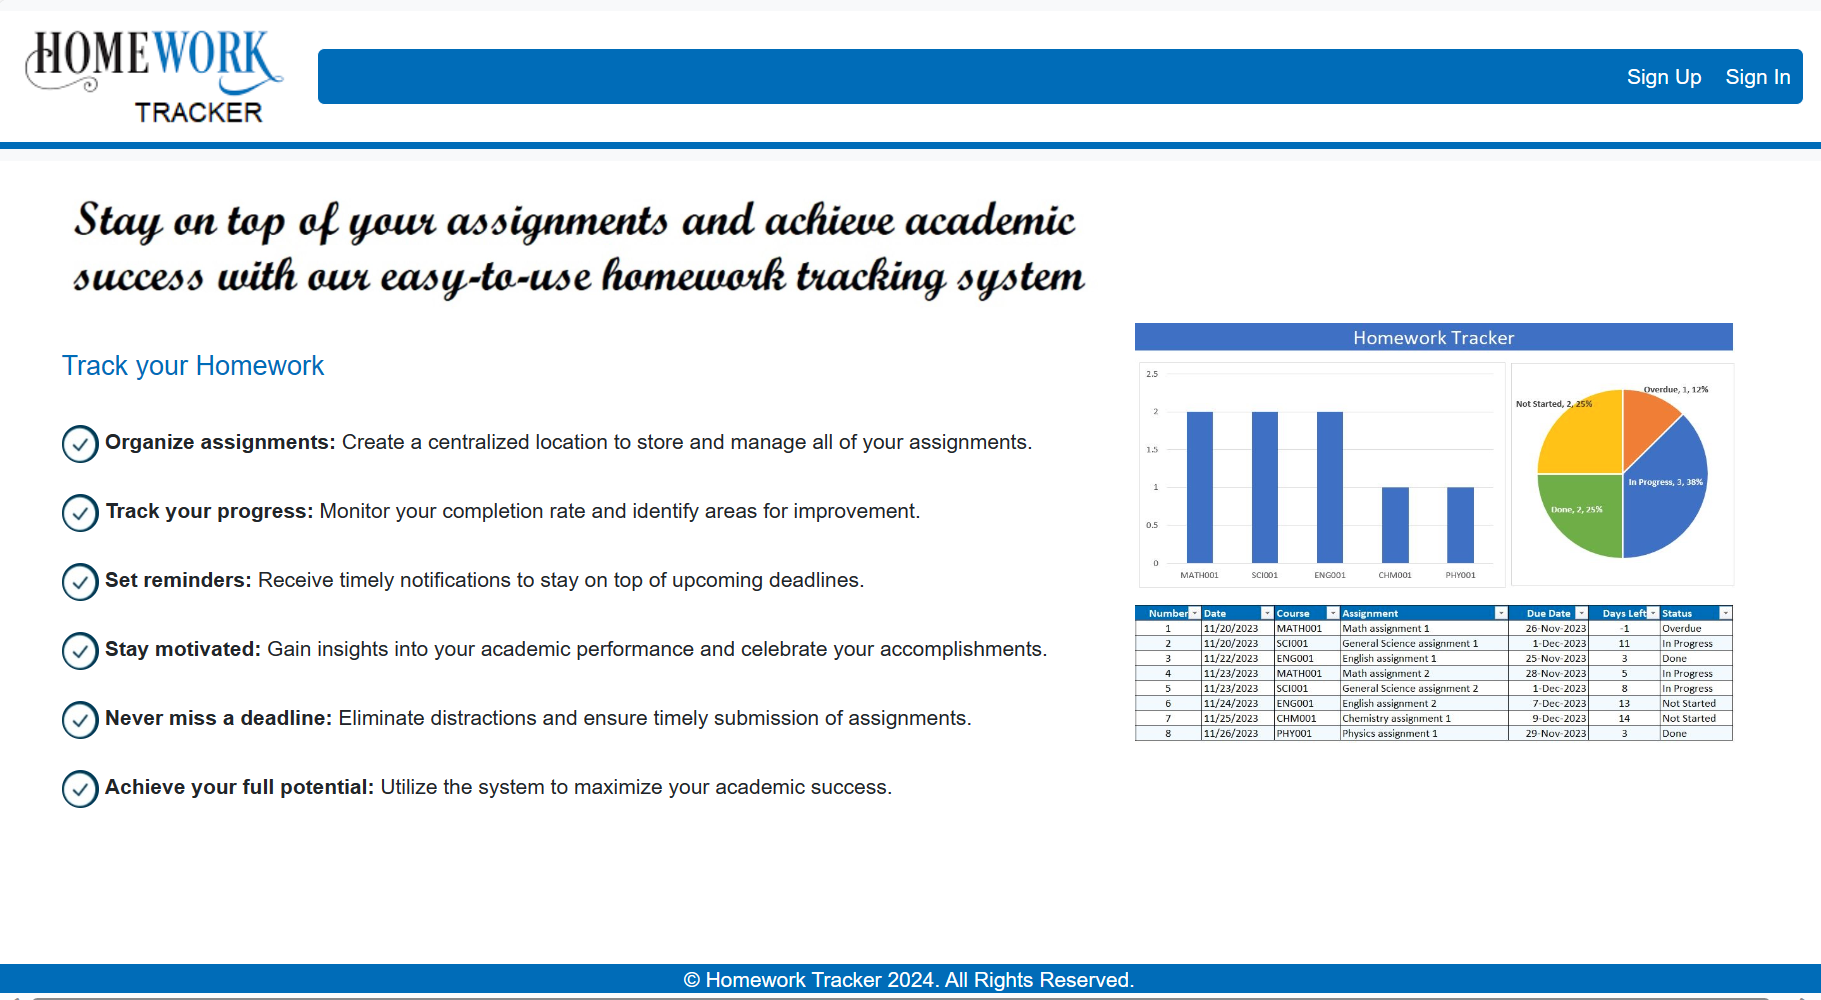 HOMEWORK
TRACKER
Sign Up Sign In
Stay on top of your assignments and achieve academic
success with our easy-to-use homework tracking system
Track your Homework
Organize assignments: Create a centralized location to store and manage all of your assignments.
Track your progress: Monitor your completion rate and identify areas for improvement.
Set reminders: Receive timely notifications to stay on top of upcoming deadlines.
Stay motivated: Gain insights into your academic performance and celebrate your accomplishments.
Never miss a deadline: Eliminate distractions and ensure timely submission of assignments.
Achieve your full potential: Utilize the system to maximize your academic success.
Homework Tracker
2.5
2
1.5
1
0.5
0
MATH001 SCI001 ENG001 CHM001 PHY001
Overdue, 1, 12%
Not Started, 2, 25%
In Progress, 3, 38%
Done, 2, 25%
Number Date Course Assignment Due Date Days Left Status
1 11/20/2023 MATH001 Math assignment 1 26-Nov-2023 -1 Overdue
2 11/20/2023 SCI001 General Science assignment 1 1-Dec-2023 11 In Progress
3 11/22/2023 ENG001 English assignment 1 25-Nov-2023 3 Done
4 11/23/2023 MATH001 Math assignment 2 28-Nov-2023 5 In Progress
5 11/23/2023 SCI001 General Science assignment 2 1-Dec-2023 8 In Progress
6 11/24/2023 ENG001 English assignment 2 7-Dec-2023 13 Not Started
7 11/25/2023 CHM001 Chemistry assignment 1 9-Dec-2023 14 Not Started
8 11/26/2023 PHY001 Physics assignment 1 29-Nov-2023 3 Done
© Homework Tracker 2024. All Rights Reserved.